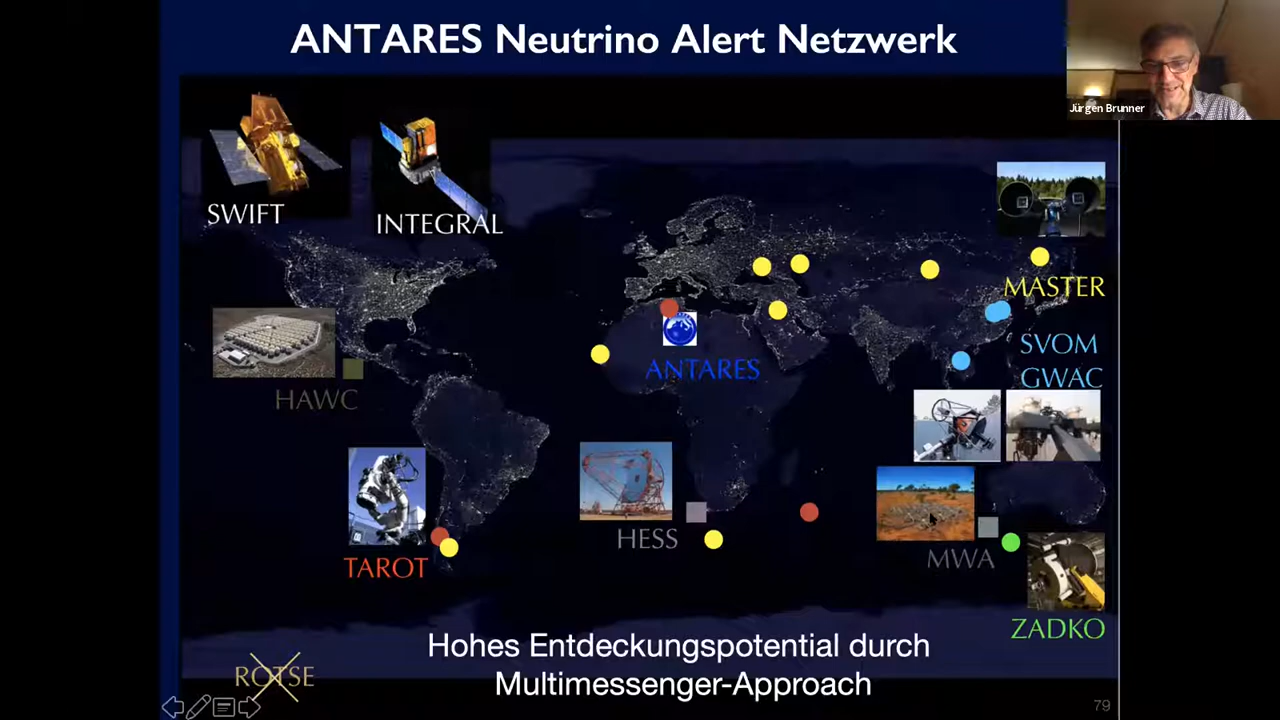 ANTARES Neutrino Alert Netzwerk
Jürgen Brunner
SWIFT
INTEGRAL
MASTER
SVOM
GWAC
ANTARES
HAWC
HESS
MWA
TAROT
ZADKO
Hohes Entdeckungspotential durch
Multimessenger-Approach
ROTSE
79